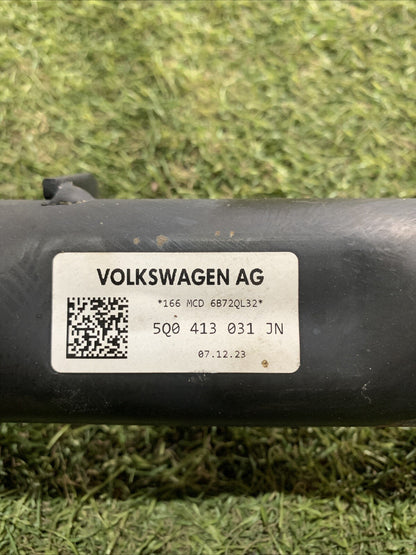 VOLKSWAGEN AG
*166 MCD 6B72QL32*
5Q0 413 031 JN
07.12.23